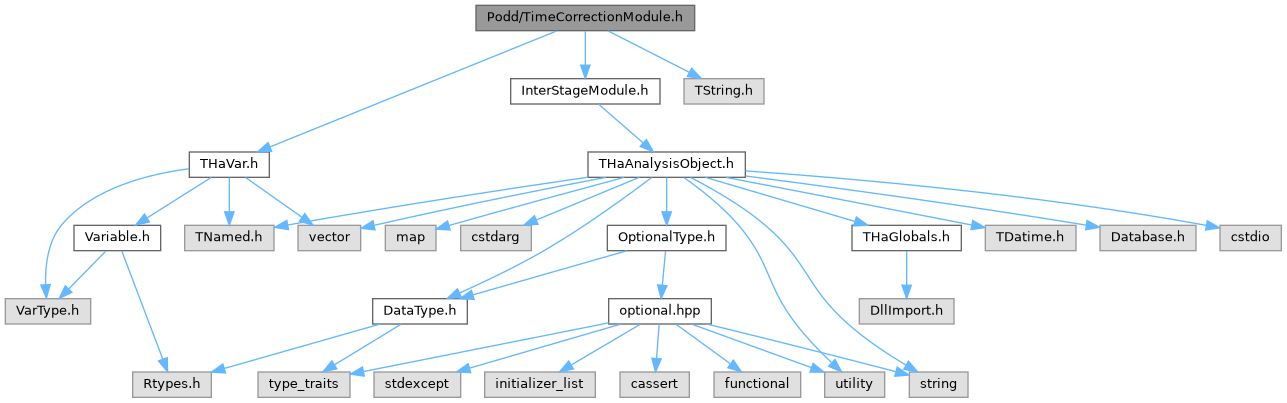 Podd/TimeCorrectionModule.h
InterStageModule.h
TString.h
THaVar.h
THaAnalysisObject.h
Variable.h
TNamed.h
vector
map
cstdarg
OptionalType.h
THaGlobals.h
TDatime.h
Database.h
cstdio
VarType.h
DataType.h
optional.hpp
DllImport.h
Rtypes.h
type_traits
stdexcept
initializer_list
cassert
functional
utility
string